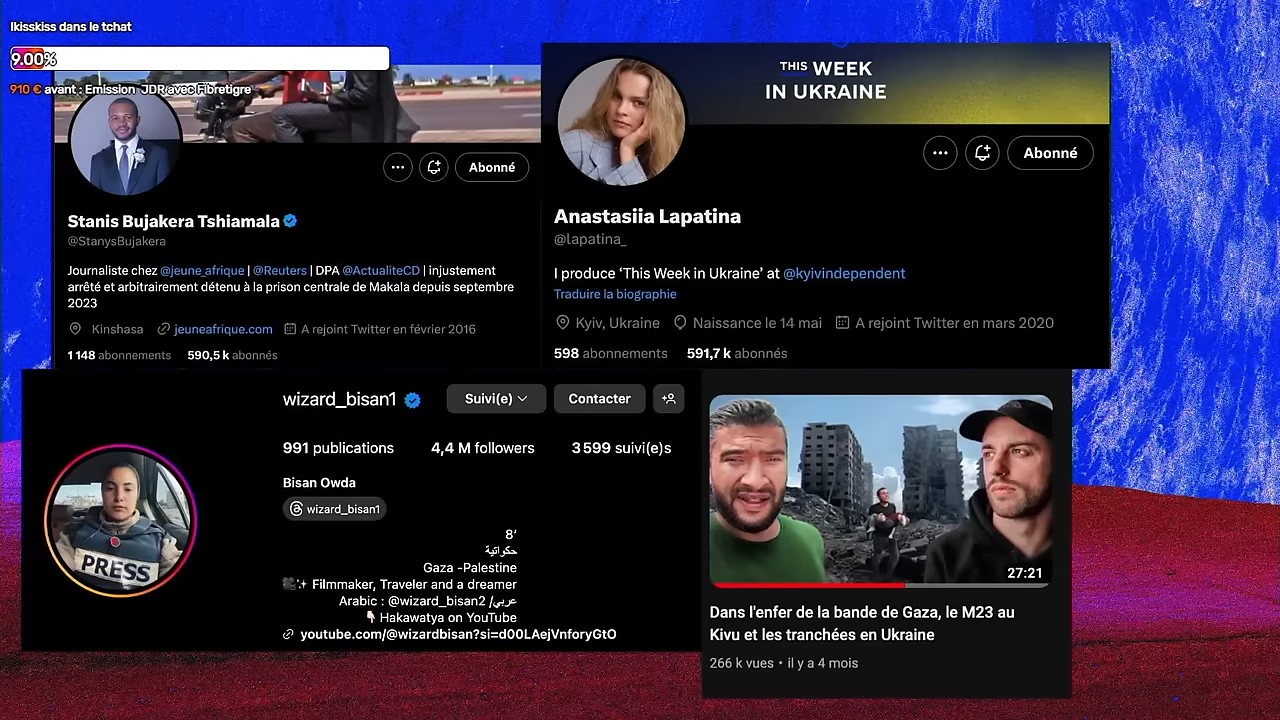 Ikisskiss dans le tchat
9.00%
910 € avant : Emission JDR avec Fibretigre
Abonné
Stanis Bujakera Tshiamala
@StanysBujakera
Journaliste chez @jeune_afrique | @Reuters | DPA @ActualiteCD | injustement
arrêté et arbitrairement détenu à la prison centrale de Makala depuis septembre
2023
Kinshasa jeuneafrique.com A rejoint Twitter en février 2016
1 148 abonnements 590,5 k abonnés
THIS WEEK
IN UKRAINE
Abonné
Anastasiia Lapatina
@lapatina_
I produce ‘This Week in Ukraine’ at @kyivindependent
Traduire la biographie
Kyiv, Ukraine Naissance le 14 mai A rejoint Twitter en mars 2020
598 abonnements 591,7 k abonnés
wizard_bisan1 Suivi(e) Contacter
991 publications 4,4 M followers 3 599 suivi(e)s
Bisan Owda
wizard_bisan1
8'
حكواتية
Gaza -Palestine
Filmmaker, Traveler and a dreamer
Arabic : @wizard_bisan2 /عربي
Hakawatya on YouTube
youtube.com/@wizardbisan?si=d00LAejVnforyGtO
PRESS
27:21
Dans l'enfer de la bande de Gaza, le M23 au
Kivu et les tranchées en Ukraine
266 k vues • il y a 4 mois